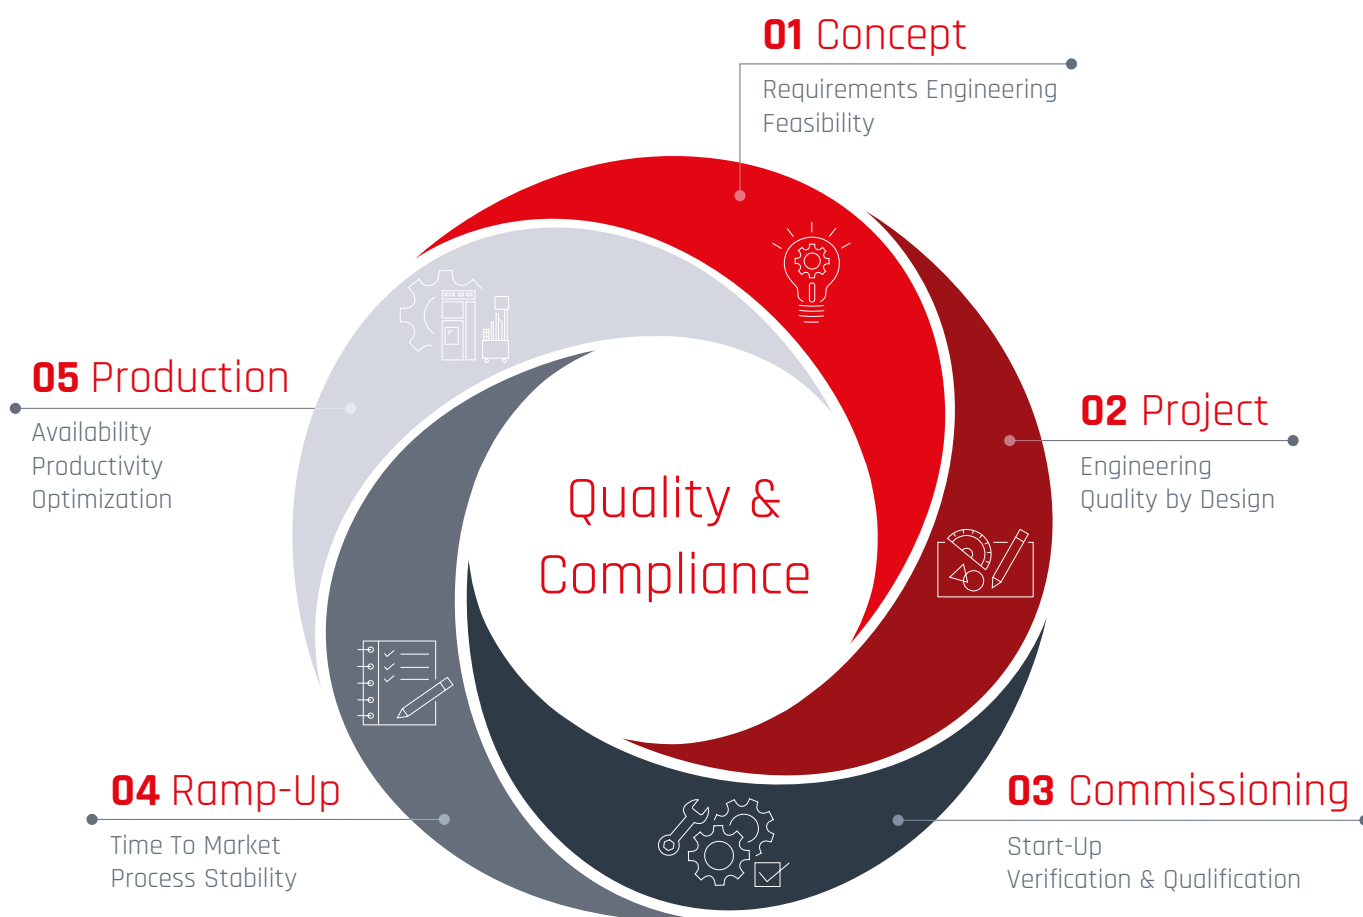 01 Concept
Requirements Engineering
Feasibility
02 Project
Engineering
Quality by Design
03 Commissioning
Start-Up
Verification & Qualification
04 Ramp-Up
Time To Market
Process Stability
05 Production
Availability
Productivity
Optimization
Quality &
Compliance